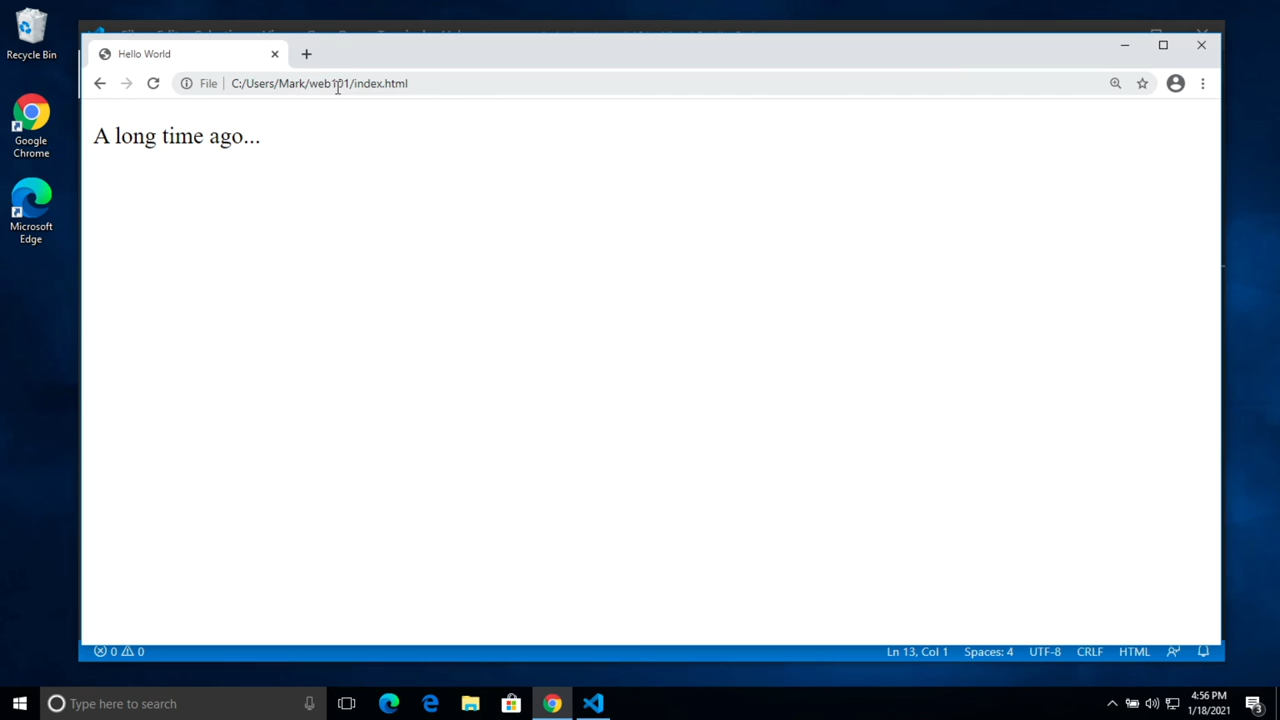 Recycle Bin
Google
Chrome
Microsoft
Edge
Hello World
File
C:/Users/Mark/web101/index.html
A long time ago...
0 0
Ln 13, Col 1
Spaces: 4
UTF-8
CRLF
HTML
Type here to search
4:56 PM
1/18/2021
3